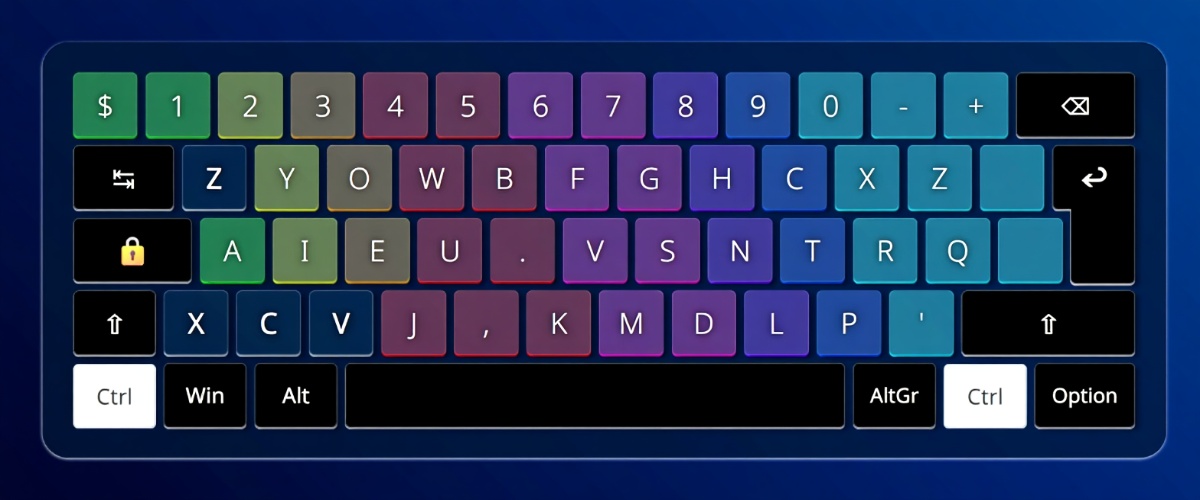 $ 1 2 3 4 5 6 7 8 9 0 - + ⌫
↹ Z Y O W B F G H C X Z ↩
A I E U . V S N T R Q
⇧ X C V J , K M D L P ' ⇧
Ctrl Win Alt AltGr Ctrl Option